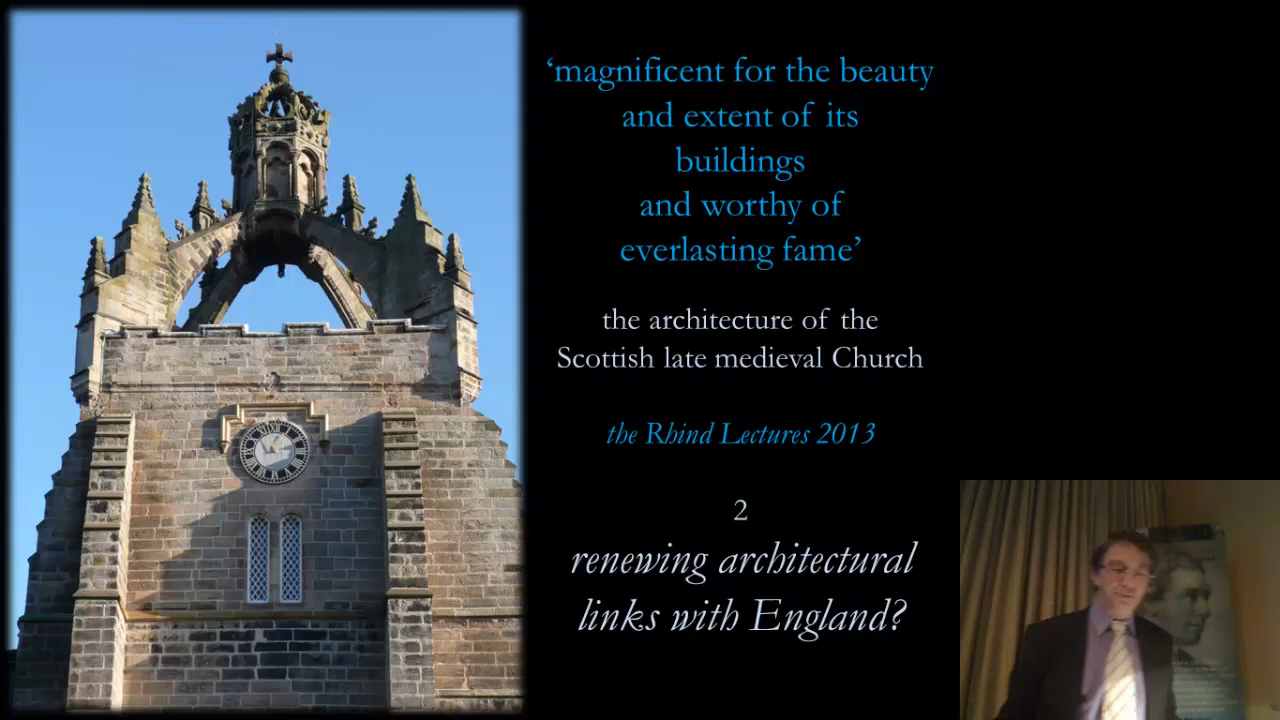 ‘magnificent for the beauty
and extent of its
buildings
and worthy of
everlasting fame’
the architecture of the
Scottish late medieval Church
the Rhind Lectures 2013
2
renewing architectural
links with England?